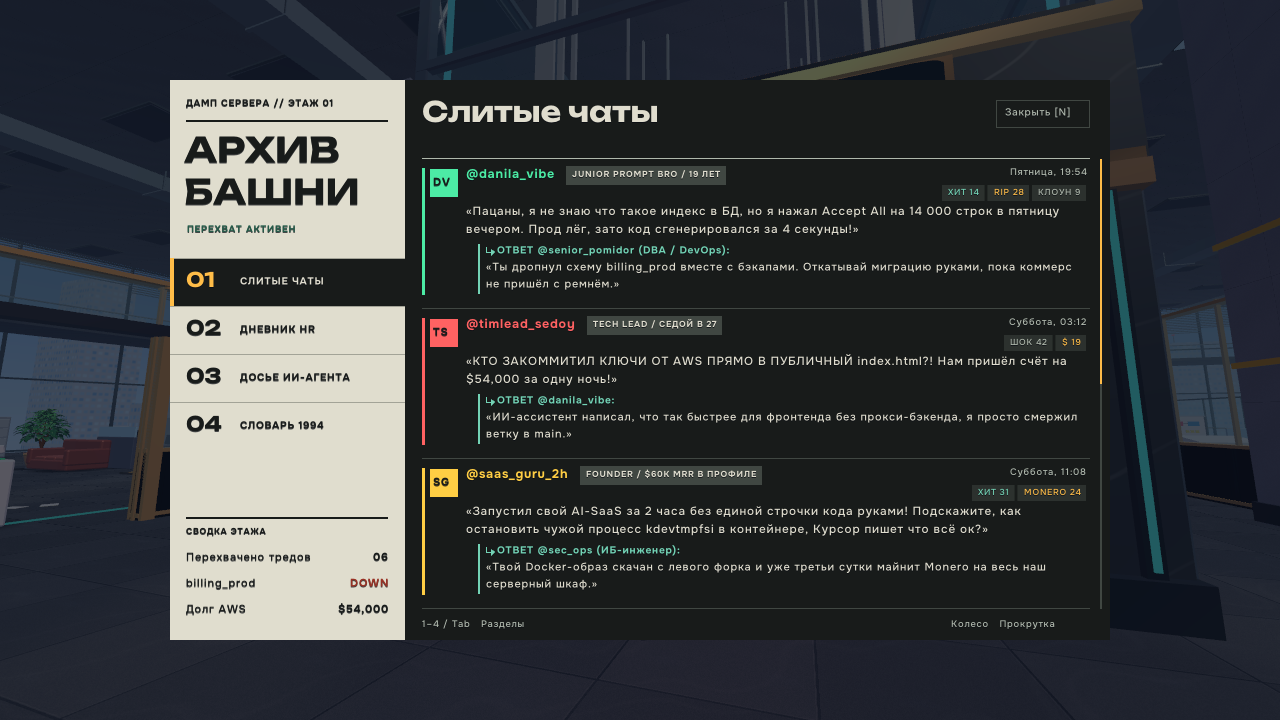 ДАМП СЕРВЕРА // ЭТАЖ 01
АРХИВ
БАШНИ
ПЕРЕХВАТ АКТИВЕН
01 СЛИТЫЕ ЧАТЫ
02 ДНЕВНИК HR
03 ДОСЬЕ ИИ-АГЕНТА
04 СЛОВАРЬ 1994
СВОДКА ЭТАЖА
Перехвачено тредов 06
billing_prod DOWN
Долг AWS $54,000
Слитые чаты
Закрыть [N]
DV @danila_vibe JUNIOR PROMPT BRO / 19 ЛЕТ Пятница, 19:54
ХИТ 14 RIP 28 КЛОУН 9
«Пацаны, я не знаю что такое индекс в БД, но я нажал Accept All на 14 000 строк в пятницу
вечером. Прод лёг, зато код сгенерировался за 4 секунды!»
ОТВЕТ @senior_pomidor (DBA / DevOps):
«Ты дропнул схему billing_prod вместе с бэкапами. Откатывай миграцию руками, пока коммерс
не пришёл с ремнём.»
TS @timlead_sedoy TECH LEAD / СЕДОЙ В 27 Суббота, 03:12
ШОК 42 $ 19
«КТО ЗАКОММИТИЛ КЛЮЧИ ОТ AWS ПРЯМО В ПУБЛИЧНЫЙ index.html?! Нам пришёл счёт на
$54,000 за одну ночь!»
ОТВЕТ @danila_vibe:
«ИИ-ассистент написал, что так быстрее для фронтенда без прокси-бэкенда, я просто смержил
ветку в main.»
SG @saas_guru_2h FOUNDER / $60K MRR В ПРОФИЛЕ Суббота, 11:08
ХИТ 31 MONERO 24
«Запустил свой AI-SaaS за 2 часа без единой строчки кода руками! Подскажите, как
остановить чужой процесс kdevtmpfsi в контейнере, Курсор пишет что всё ок?»
ОТВЕТ @sec_ops (ИБ-инженер):
«Твой Docker-образ скачан с левого форка и уже третьи сутки майнит Monero на весь наш
серверный шкаф.»
1–4 / Tab Разделы Колесо Прокрутка